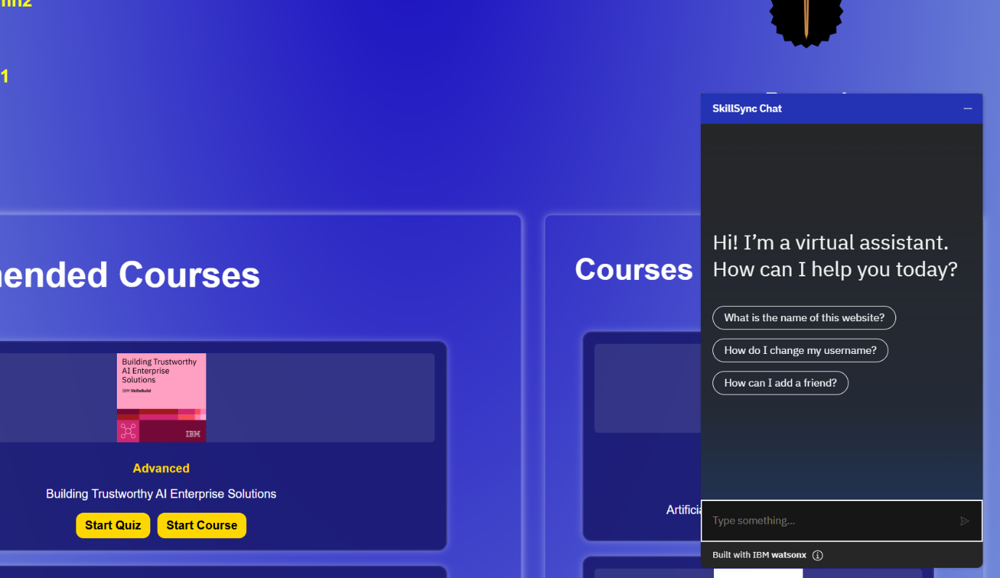 1
SkillSync Chat
Hi! I'm a virtual assistant.
How can I help you today?
What is the name of this website?
How do I change my username?
How can I add a friend?
Type something...
Built with IBM watsonx
ended Courses
Building Trustworthy
AI Enterprise
Solutions
IBM SkillsBuild
IBM
Advanced
Building Trustworthy AI Enterprise Solutions
Start Quiz
Start Course
Courses
Artificia